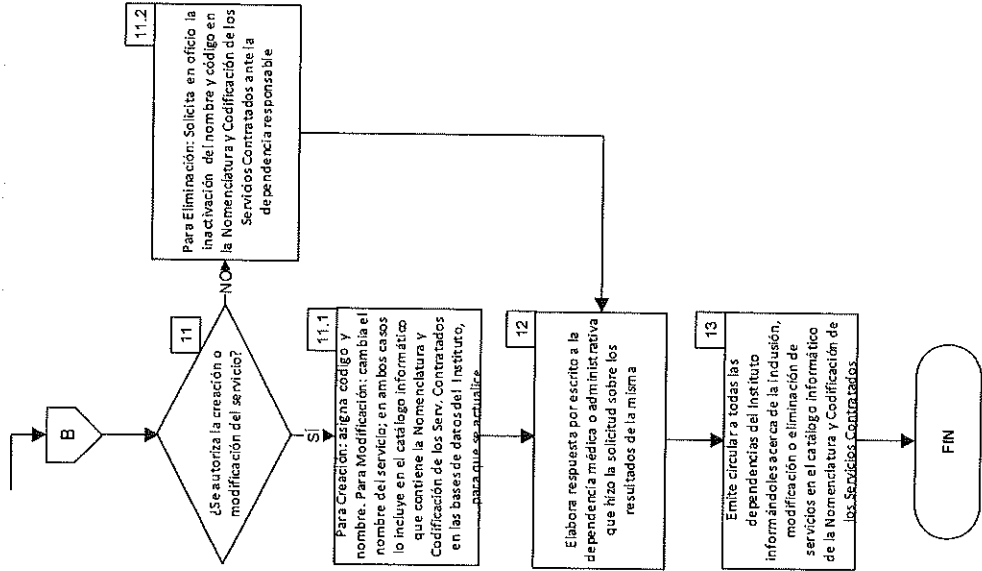 B
11
¿Se autoriza la creación o
modificación del servicio?
NO
SÍ
11.2
Para Eliminación: Solicita en oficio la
inactivación del nombre y código en
la Nomenclatura y Codificación de los
Servicios Contratados ante la
dependencia responsable
11.1
Para Creación: asigna código y
nombre. Para Modificación: cambia el
nombre del servicio; en ambos casos
lo incluye en el catálogo informático
que contiene la Nomenclatura y
Codificación de los Serv. Contratados
en las bases de datos del Instituto,
para que se actualice
12
Elabora respuesta por escrito a la
dependencia médica o administrativa
que hizo la solicitud sobre los
resultados de la misma
13
Emite circular a todas las
dependencias del Instituto
informándoles acerca de la inclusión,
modificación o eliminación de
servicios en el catálogo informático
de la Nomenclatura y Codificación de
los Servicios Contratados
FIN